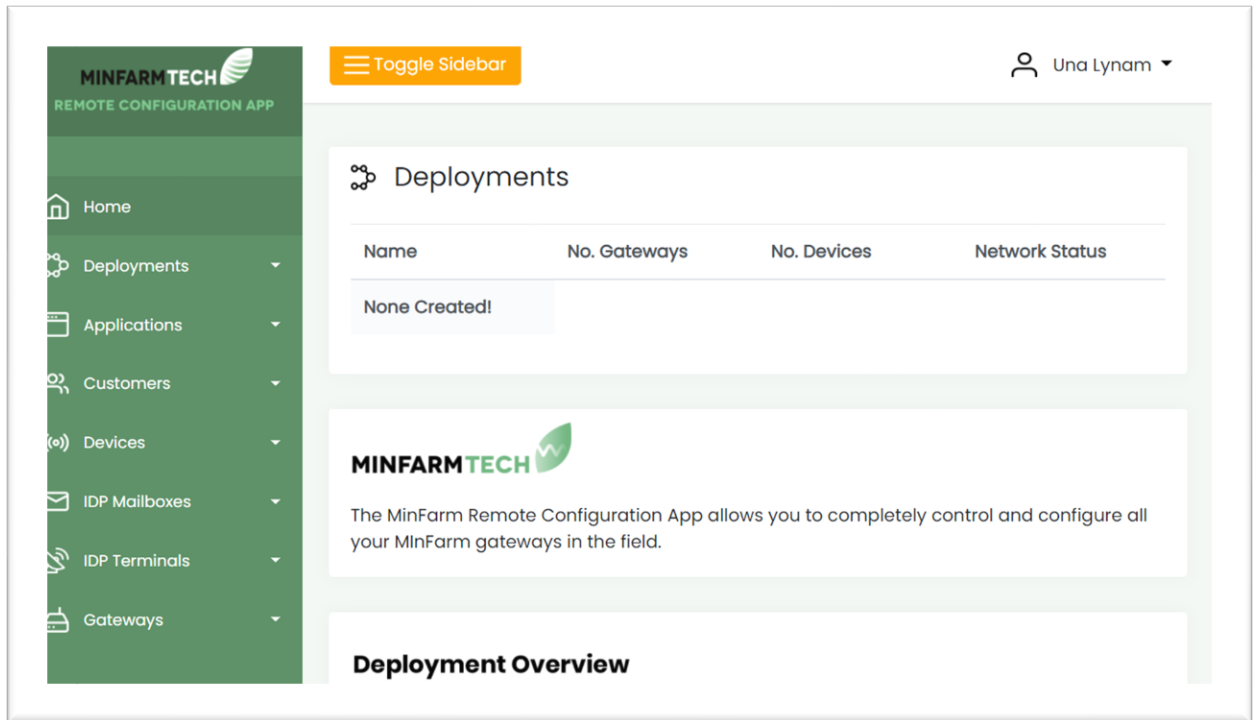 MINFARMTECH
REMOTE CONFIGURATION APP
Toggle Sidebar
Una Lynam
Home
Deployments
Applications
Customers
Devices
IDP Mailboxes
IDP Terminals
Gateways
Deployments
Name No. Gateways No. Devices Network Status
None Created!
MINFARMTECH
The MinFarm Remote Configuration App allows you to completely control and configure all
your MInFarm gateways in the field.
Deployment Overview